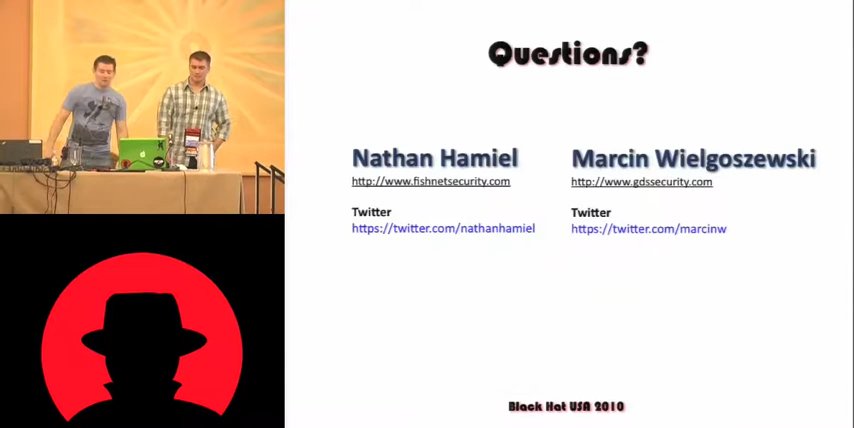 Questions?
Nathan Hamiel
http://www.fishnetsecurity.com
Twitter
https://twitter.com/nathanhamiel
Marcin Wielgoszewski
http://www.gdssecurity.com
Twitter
https://twitter.com/marcinw
Black Hat USA 2010